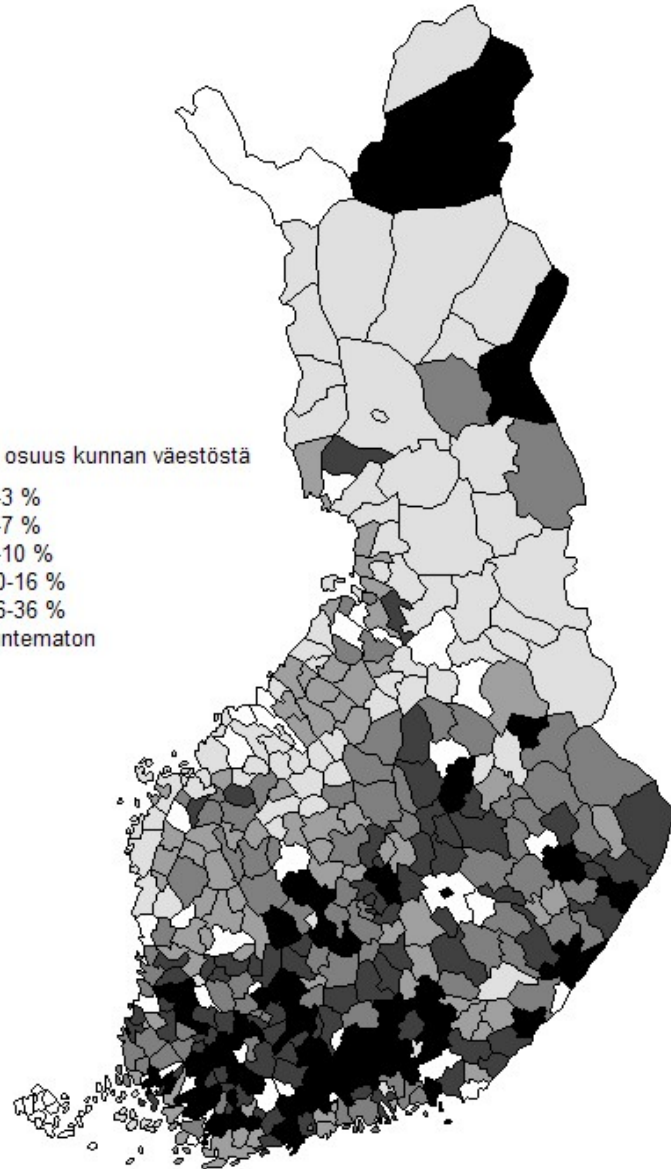 osuus kunnan väestöstä
3 %
7 %
10 %
0-16 %
6-36 %
ntematon